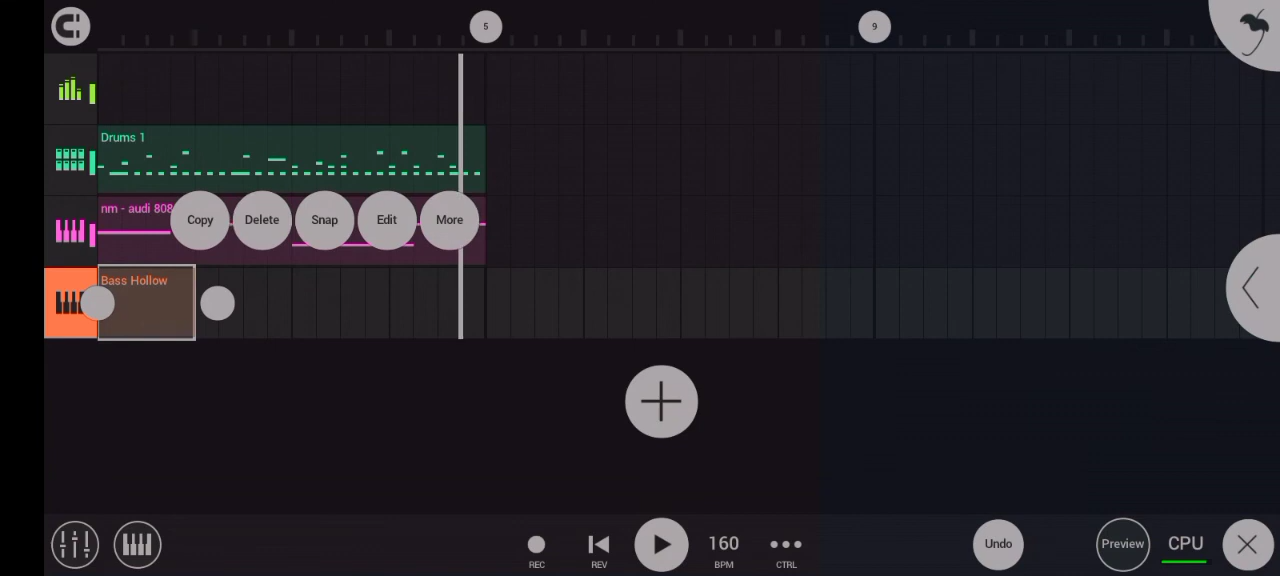 5
9
Drums 1
nm - audi 808
Copy
Delete
Snap
Edit
More
Bass Hollow
REC
REV
160
BPM
CTRL
Undo
Preview
CPU